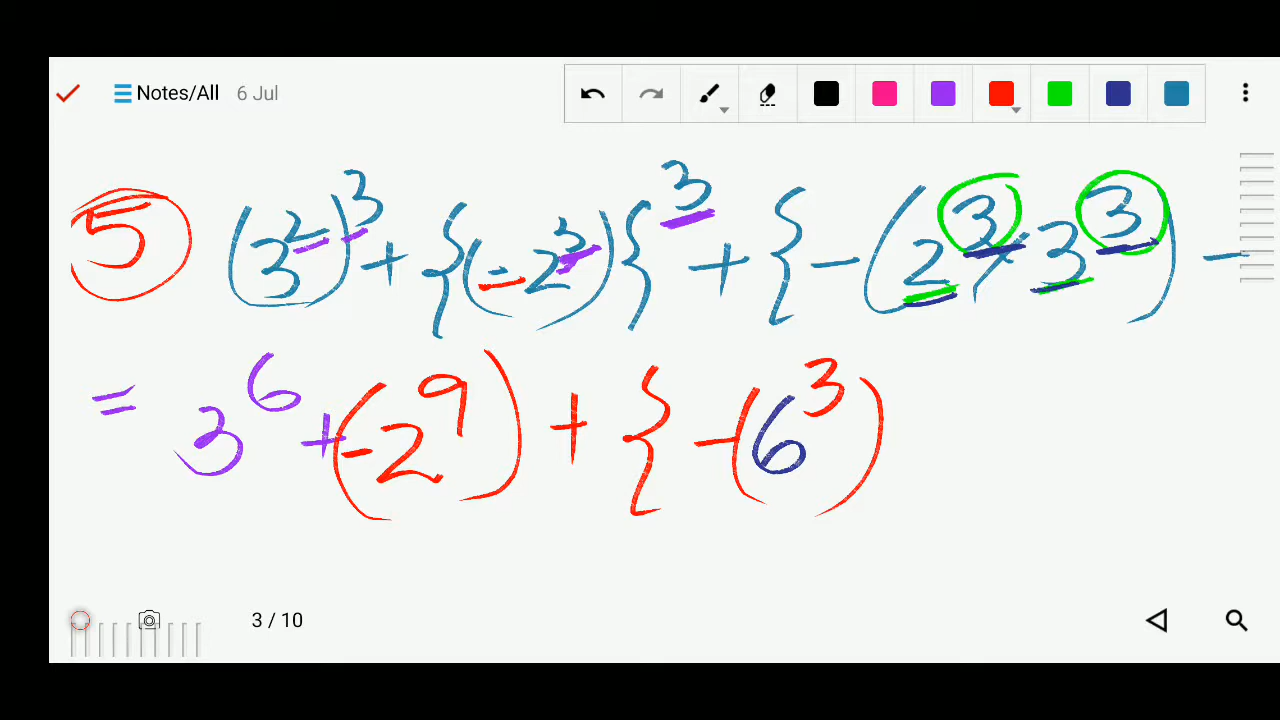 Notes/All 6 Jul
5 (3²)³ + {(-2³)}³ + {-(2³×3³) -
= 3⁶ + (-2⁹) + {-(6³)
3 / 10